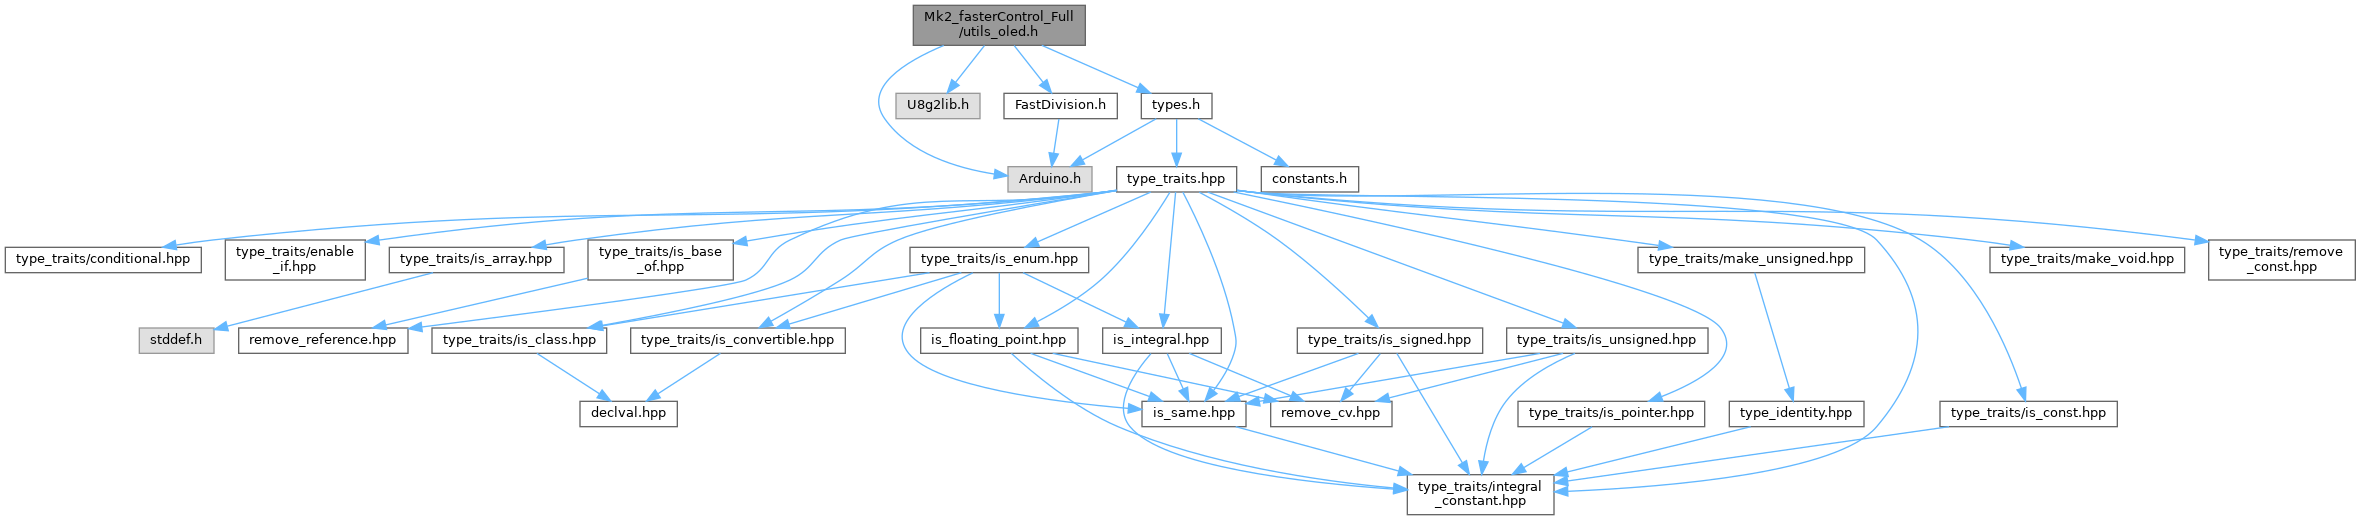 Mk2_fasterControl_Full
/utils_oled.h
U8g2lib.h
FastDivision.h
types.h
Arduino.h
type_traits.hpp
constants.h
type_traits/conditional.hpp
type_traits/enable
_if.hpp
type_traits/is_array.hpp
type_traits/is_base
_of.hpp
type_traits/is_enum.hpp
type_traits/make_unsigned.hpp
type_traits/make_void.hpp
type_traits/remove
_const.hpp
stddef.h
remove_reference.hpp
type_traits/is_class.hpp
type_traits/is_convertible.hpp
is_floating_point.hpp
is_integral.hpp
type_traits/is_signed.hpp
type_traits/is_unsigned.hpp
declval.hpp
is_same.hpp
remove_cv.hpp
type_traits/is_pointer.hpp
type_identity.hpp
type_traits/is_const.hpp
type_traits/integral
_constant.hpp